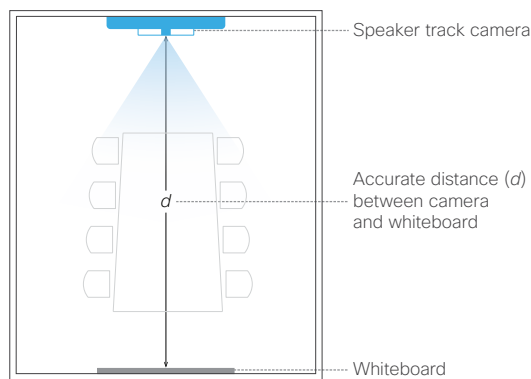 Speaker track camera
d
Accurate distance (d)
between camera
and whiteboard
Whiteboard